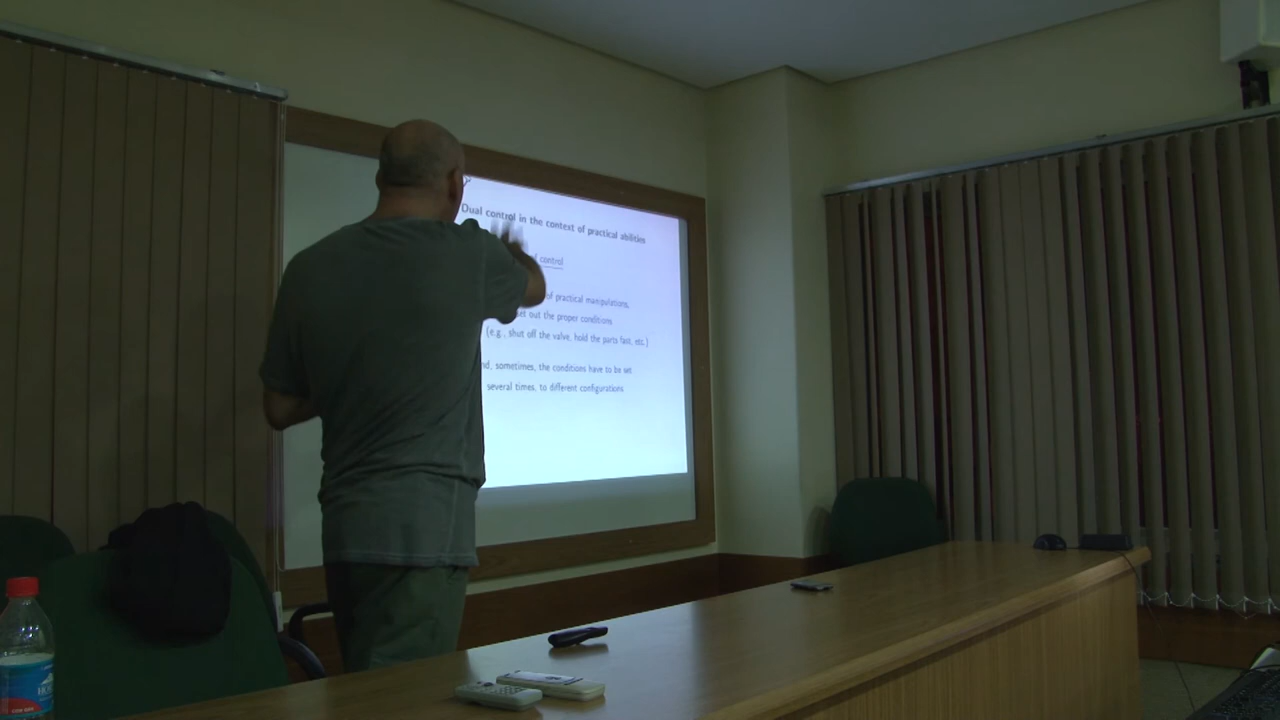 Dual control in the context of practical abilities
control
of practical manipulations,
set out the proper conditions
(e.g., shut off the valve, hold the parts fast, etc.)
nd, sometimes, the conditions have to be set
several times, to different configurations